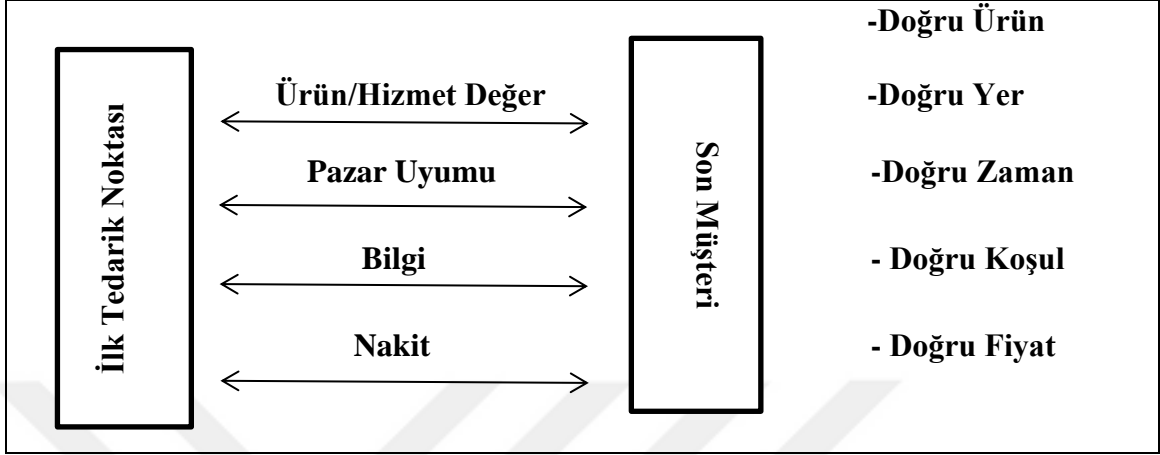 İlk Tedarik Noktası
Ürün/Hizmet Değer
Pazar Uyumu
Bilgi
Nakit
Son Müşteri
-Doğru Ürün
-Doğru Yer
-Doğru Zaman
- Doğru Koşul
- Doğru Fiyat